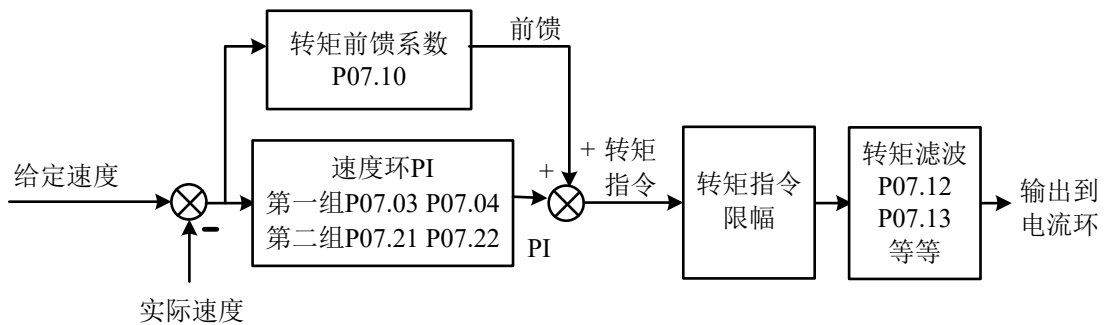 转矩前馈系数
P07.10
前馈
给定速度
实际速度
-
速度环PI
第一组P07.03 P07.04
第二组P07.21 P07.22
PI
+
+
转矩
指令
转矩指令
限幅
转矩滤波
P07.12
P07.13
等等
输出到
电流环